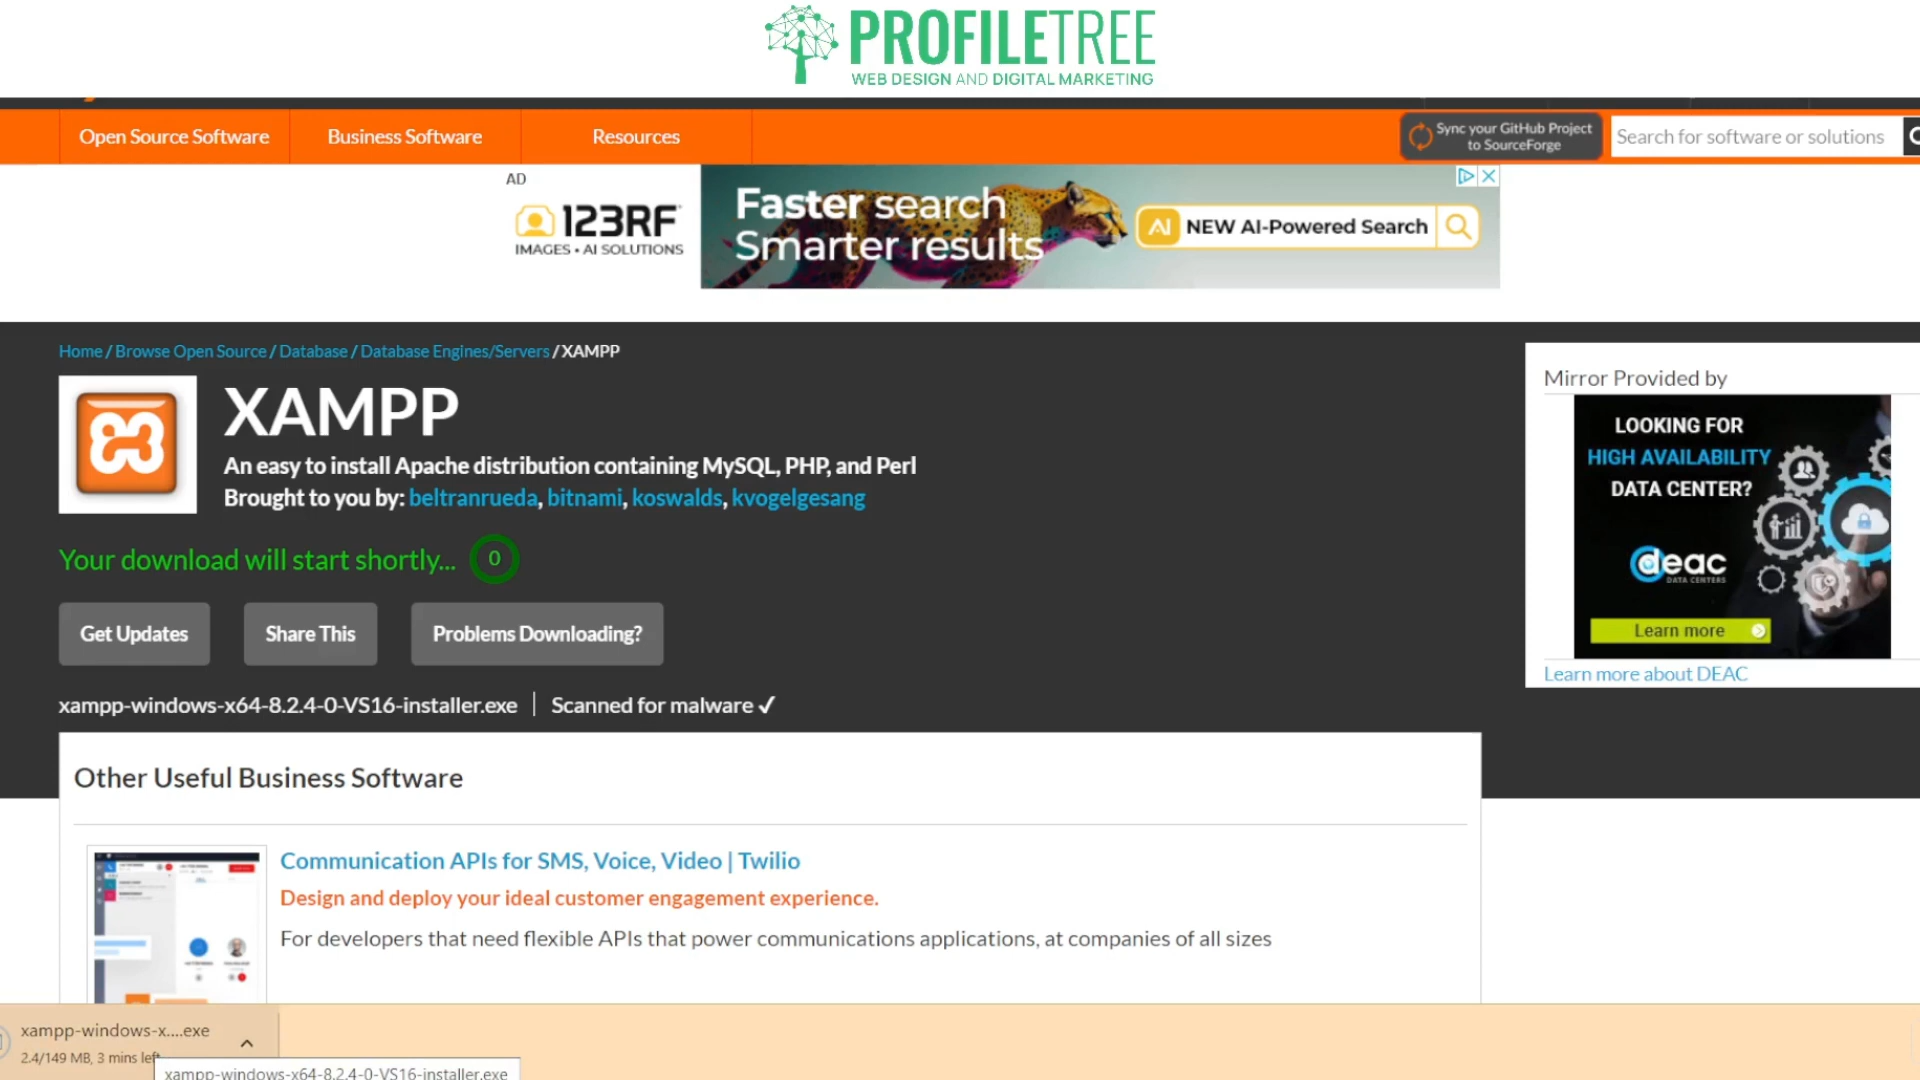 PROFILETREE
WEB DESIGN AND DIGITAL MARKETING
Open Source Software
Business Software
Resources
Sync your GitHub Project
to SourceForge
Search for software or solutions
AD
123RF
IMAGES • AI SOLUTIONS
Faster search
Smarter results
AI NEW AI-Powered Search
Home / Browse Open Source / Database / Database Engines/Servers / XAMPP
XAMPP
An easy to install Apache distribution containing MySQL, PHP, and Perl
Brought to you by: beltranrueda, bitnami, koswalds, kvogelgesang
Your download will start shortly... 0
Get Updates
Share This
Problems Downloading?
xampp-windows-x64-8.2.4-0-VS16-installer.exe | Scanned for malware ✓
Mirror Provided by
LOOKING FOR
HIGH AVAILABILITY
DATA CENTER?
deac
DATA CENTERS
Learn more
Learn more about DEAC
Other Useful Business Software
Communication APIs for SMS, Voice, Video | Twilio
Design and deploy your ideal customer engagement experience.
For developers that need flexible APIs that power communications applications, at companies of all sizes
xampp-windows-x....exe
2.4/149 MB, 3 mins left
xampp-windows-x64-8.2.4-0-VS16-installer.exe